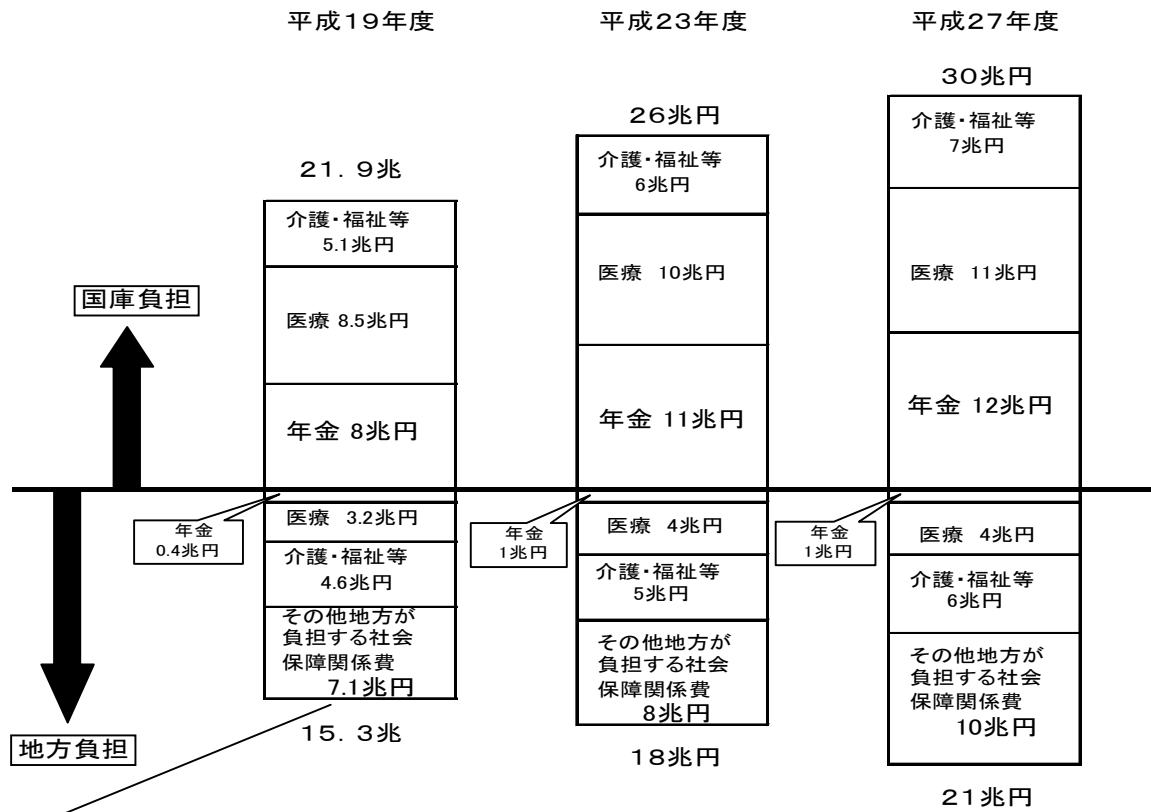 平成19年度
平成23年度
平成27年度
21. 9兆
介護・福祉等
5.1兆円
医療 8.5兆円
年金 8兆円
26兆円
介護・福祉等
6兆円
医療 10兆円
年金 11兆円
30兆円
介護・福祉等
7兆円
医療 11兆円
年金 12兆円
国庫負担
地方負担
年金
0.4兆円
医療 3.2兆円
介護・福祉等
4.6兆円
その他地方が
負担する社会
保障関係費
7.1兆円
15. 3兆
年金
1兆円
医療 4兆円
介護・福祉等
5兆円
その他地方が
負担する社会
保障関係費
8兆円
18兆円
年金
1兆円
医療 4兆円
介護・福祉等
6兆円
その他地方が
負担する社会
保障関係費
10兆円
21兆円